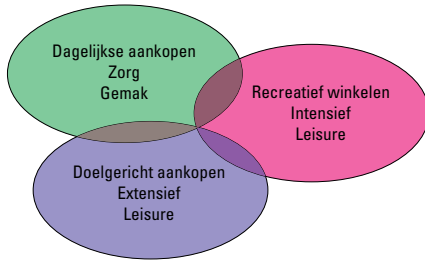 Dagelijkse aankopen
Zorg
Gemak
Recreatief winkelen
Intensief
Leisure
Doelgericht aankopen
Extensief
Leisure